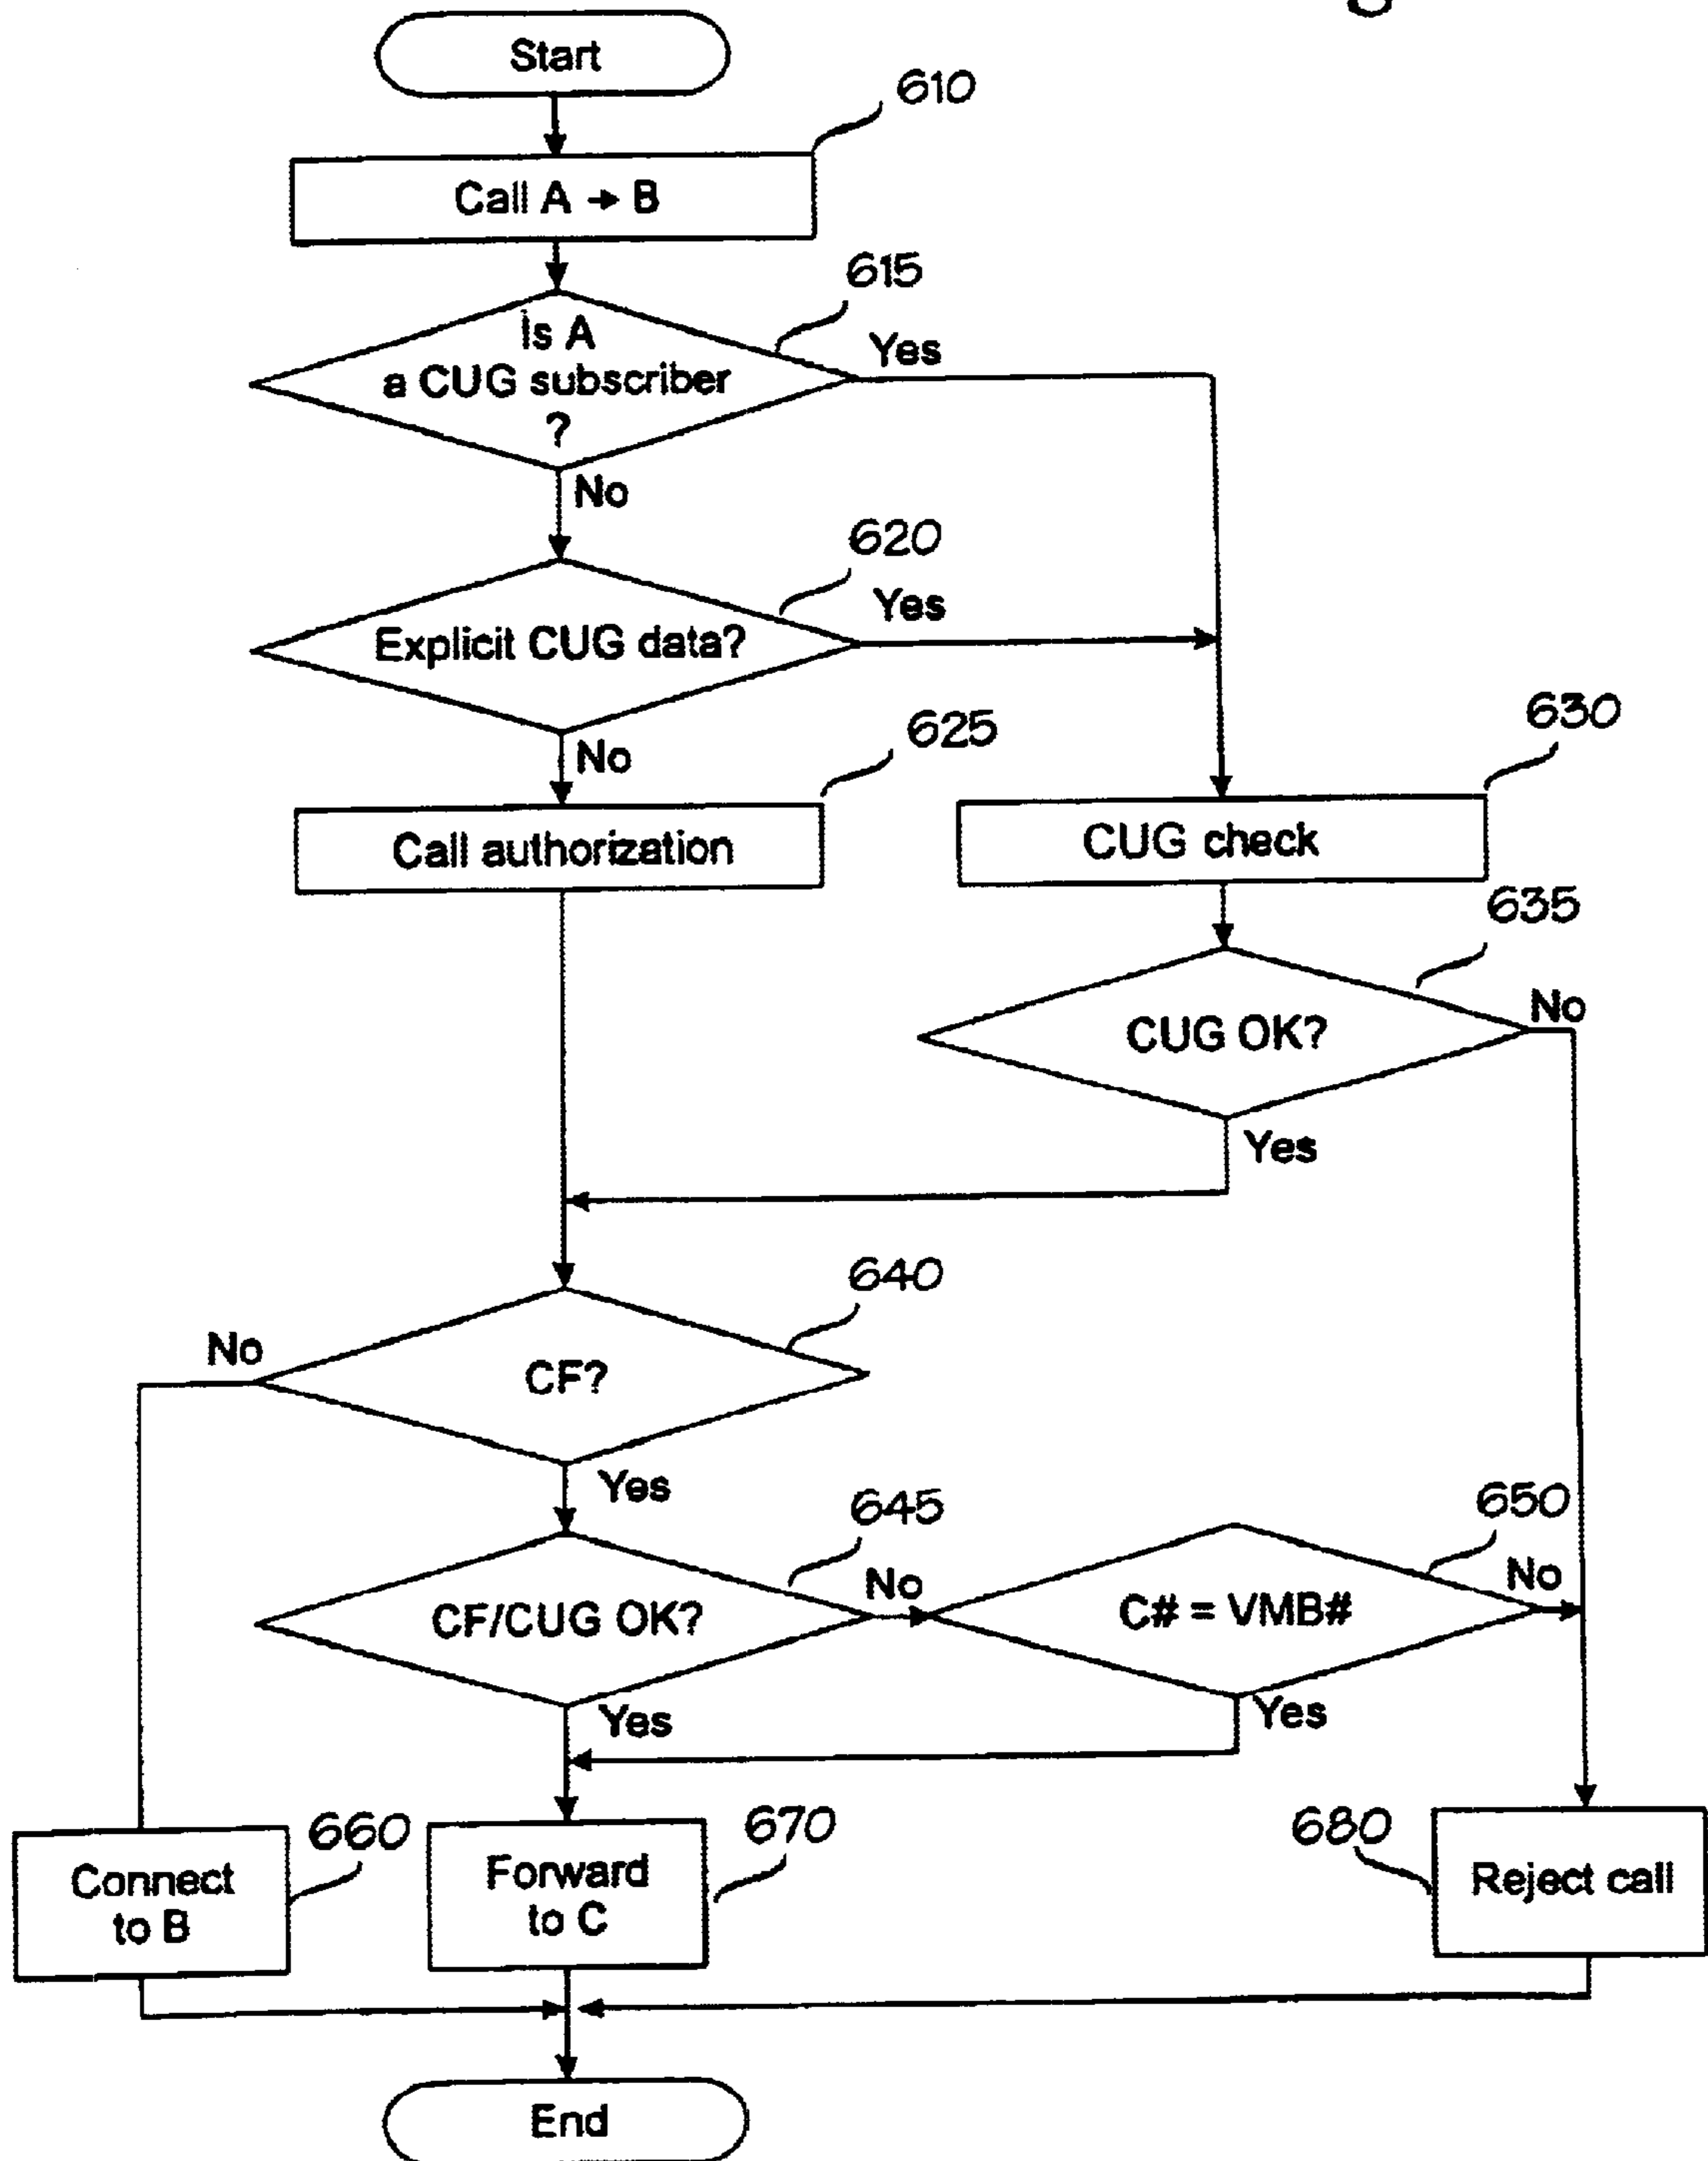 Start
610
Call A → B
615
Is A
a CUG subscriber
?
Yes
No
620
Explicit CUG data?
Yes
No
625
Call authorization
630
CUG check
635
CUG OK?
No
Yes
640
CF?
No
Yes
645
CF/CUG OK?
No
650
C# = VMB#
No
Yes
Yes
Connect
to B
660
Forward
to C
670
680
Reject call
End